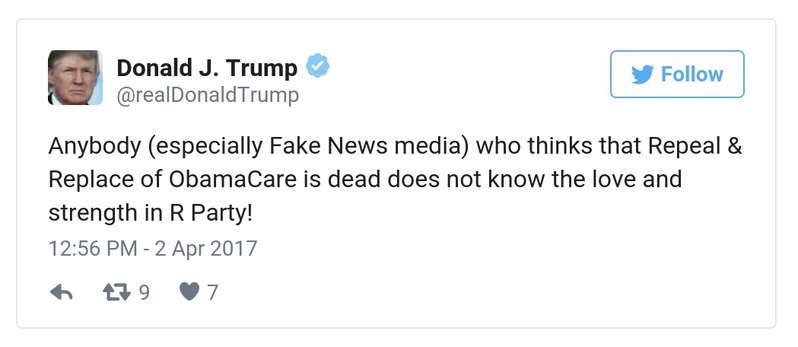 Donald J. Trump
@realDonaldTrump
Follow
Anybody (especially Fake News media) who thinks that Repeal &
Replace of ObamaCare is dead does not know the love and
strength in R Party!
12:56 PM - 2 Apr 2017
9 7